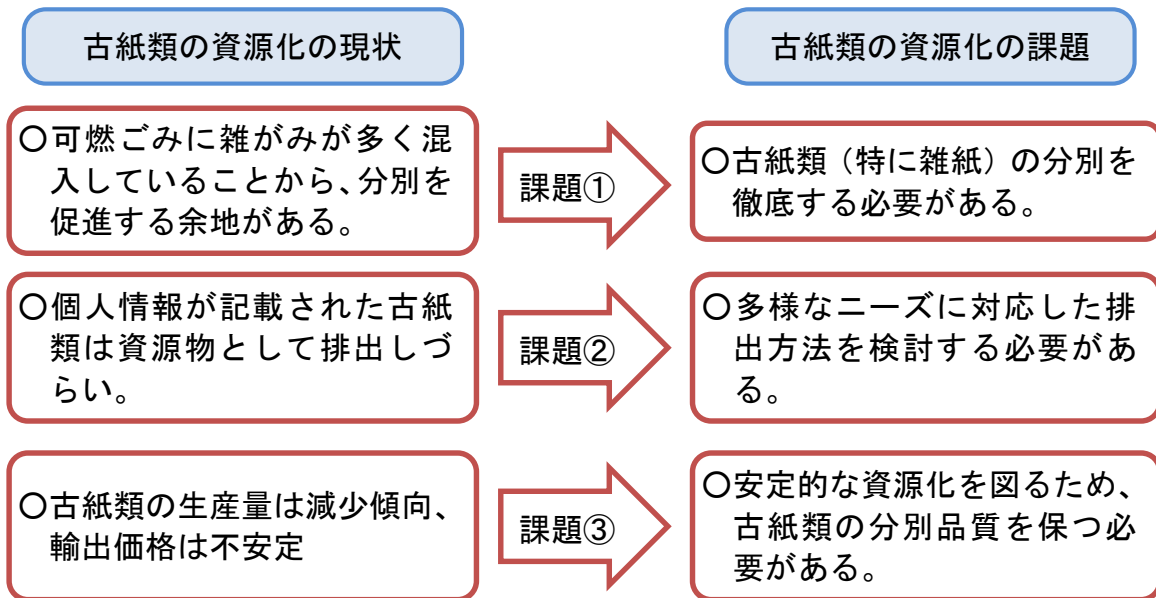 古紙類の資源化の現状
古紙類の資源化の課題
〇可燃ごみに雑がみが多く混
入していることから、分別を
促進する余地がある。
課題①
〇古紙類（特に雑紙）の分別を
徹底する必要がある。
〇個人情報が記載された古紙
類は資源物として排出しづ
らい。
課題②
〇多様なニーズに対応した排
出方法を検討する必要があ
る。
〇古紙類の生産量は減少傾向、
輸出価格は不安定
課題③
〇安定的な資源化を図るため、
古紙類の分別品質を保つ必
要がある。